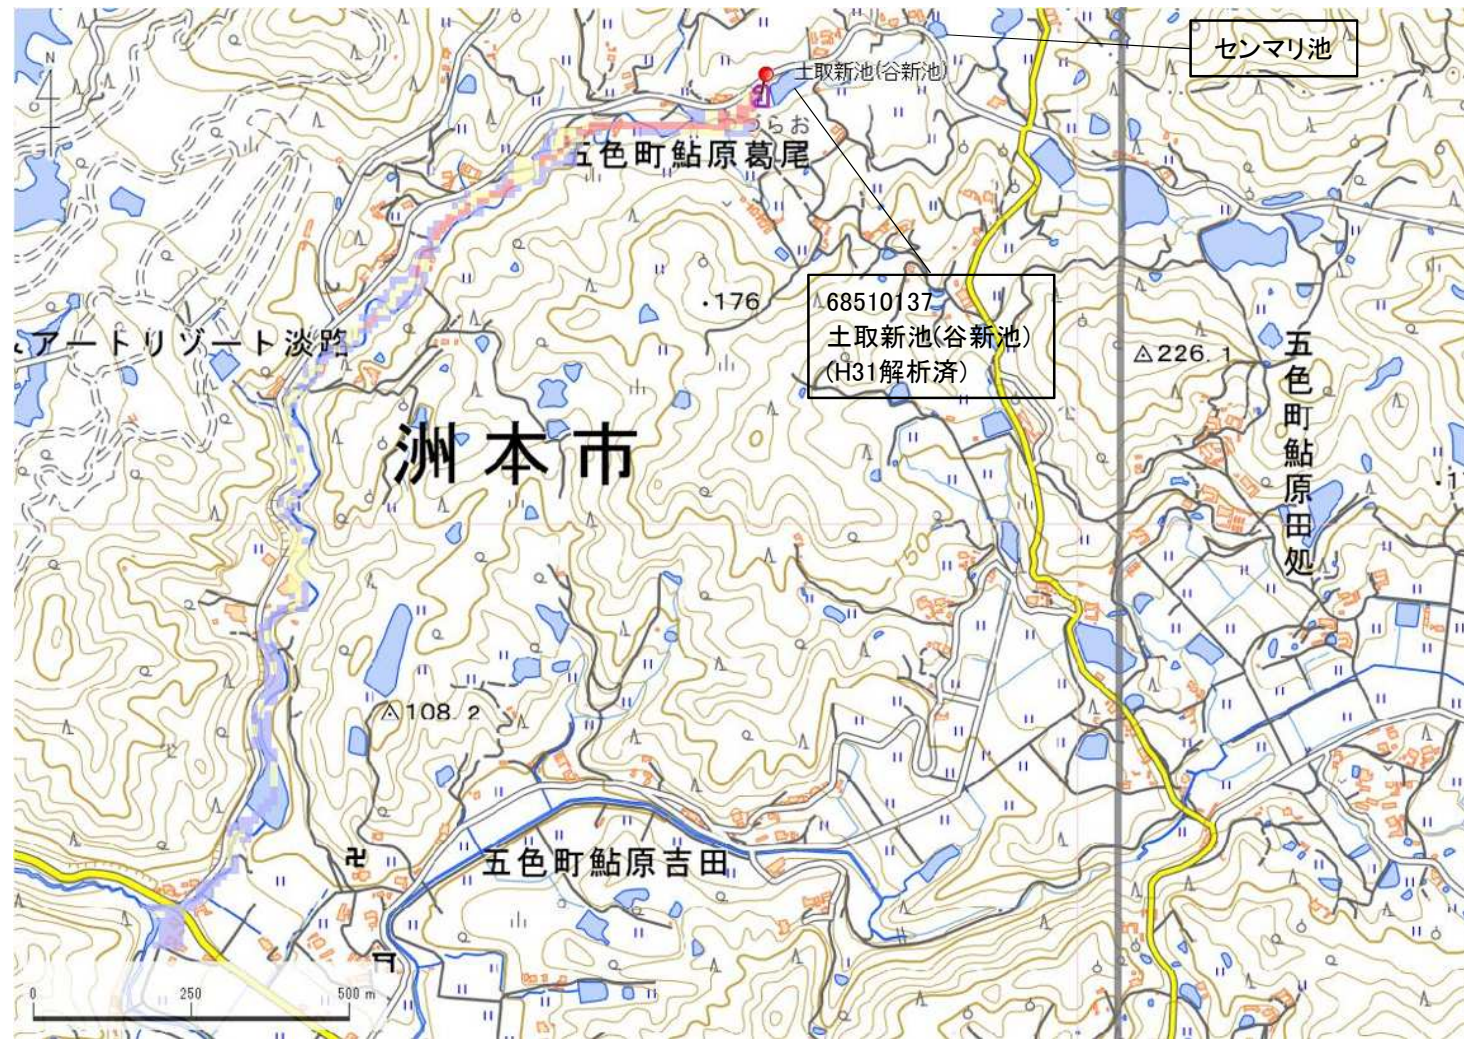 センマリ池
N
土取新池(谷新池)
つらお
五色町鮎原葛尾
68510137
土取新池(谷新池)
(H31解析済)
・176
アートリゾート淡路
226.1
五色町鮎原田処
洲本市
150
108.2
五色町鮎原吉田
0 250 500 m